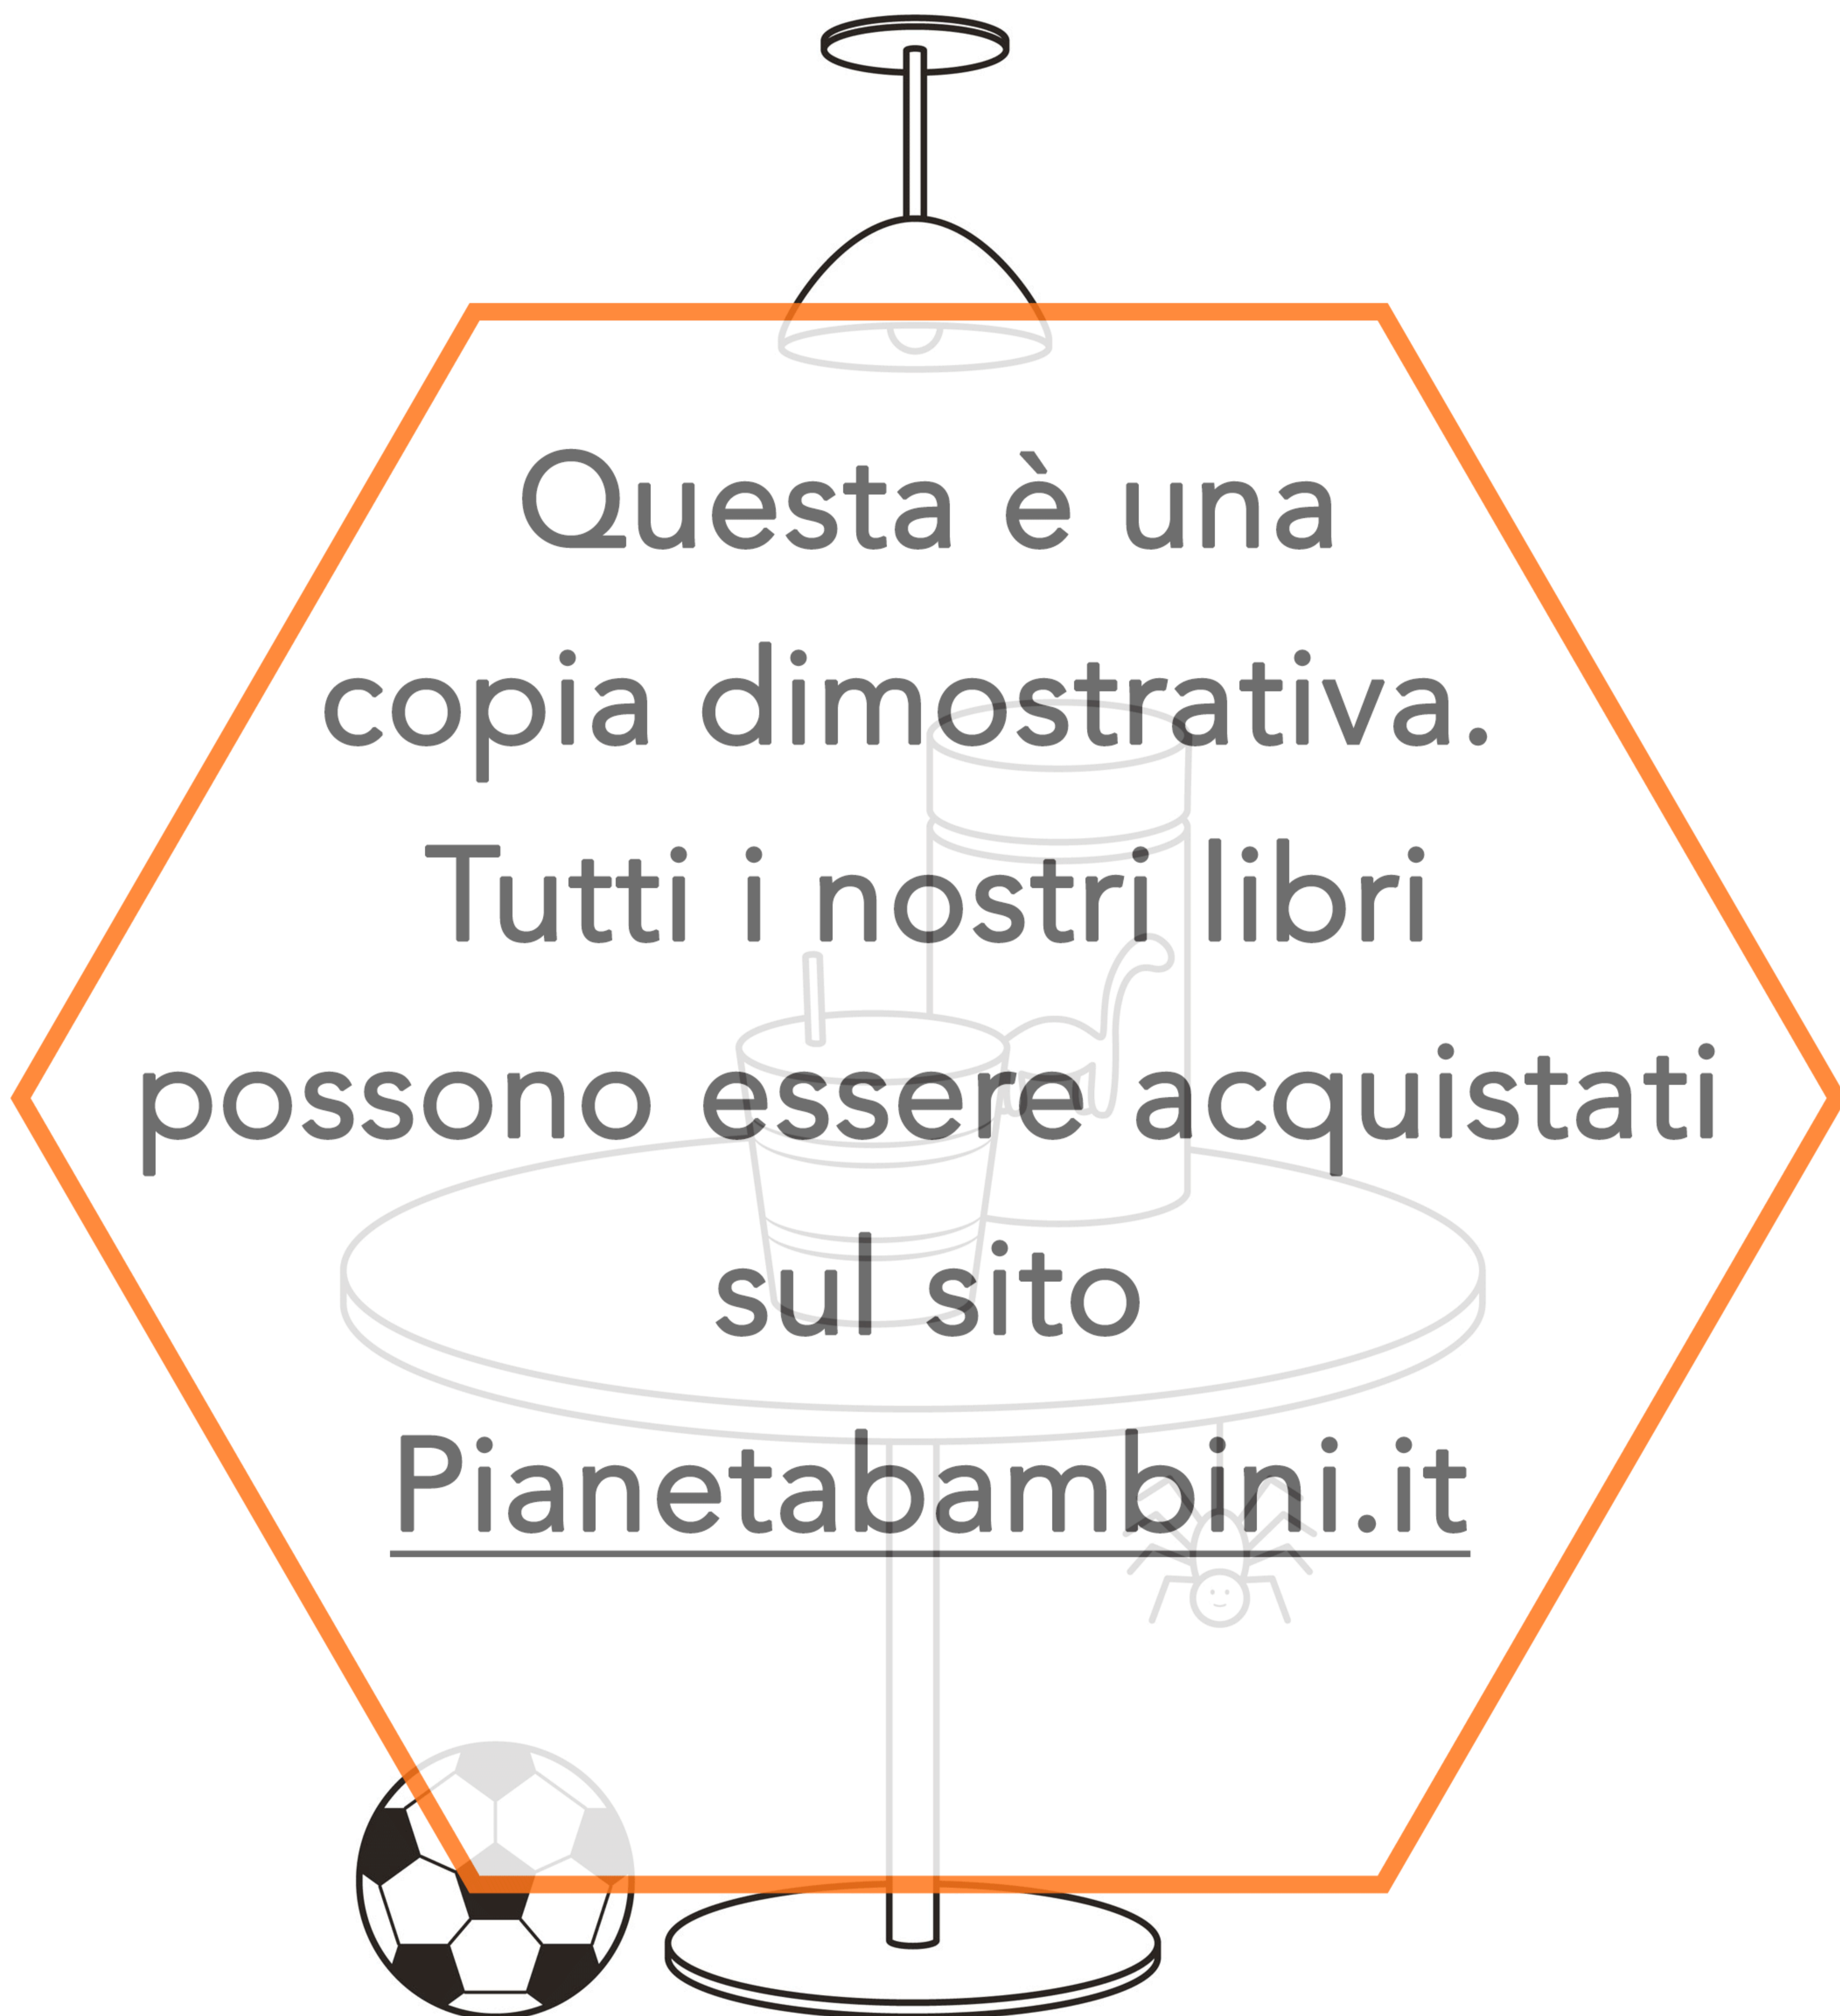 Questa è una
copia dimostrativa.
Tutti i nostri libri
possono essere acquistati
sul sito
Pianetabambini.it